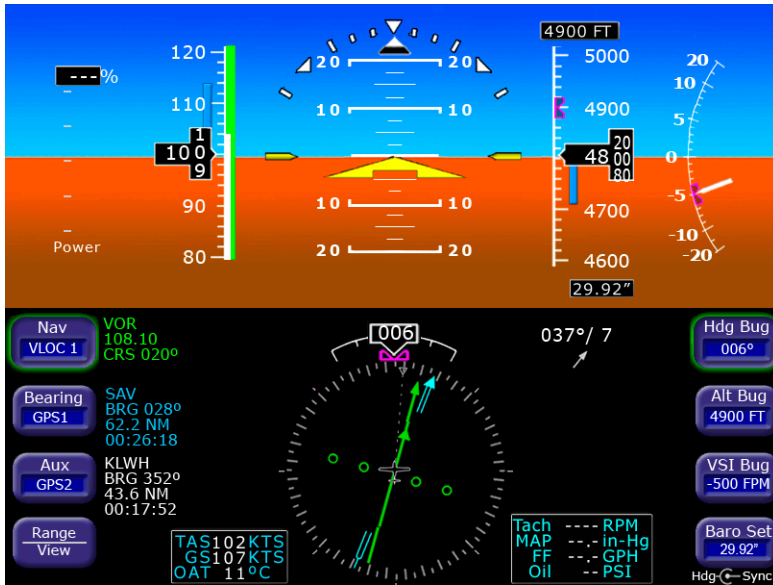 4900 FT
120
110
1
100
9
90
80
---%
Power
20 20
10 10
10 10
20 20
5000
4900
20
48 00
80
4700
4600
29.92"
20
10
5
0
-5
-10
-20
Nav
VLOC 1
VOR
108.10
CRS 020º
Bearing
GPS1
SAV
BRG 028º
62.2 NM
00:26:18
Aux
GPS2
KLWH
BRG 352º
43.6 NM
00:17:52
Range
View
006
037º/ 7
TAS102KTS
GS107KTS
OAT 11ºC
Tach ---- RPM
MAP --.- in-Hg
FF --.- GPH
Oil -- PSI
Hdg Bug
006º
Alt Bug
4900 FT
VSI Bug
-500 FPM
Baro Set
29.92"
Hdg Sync